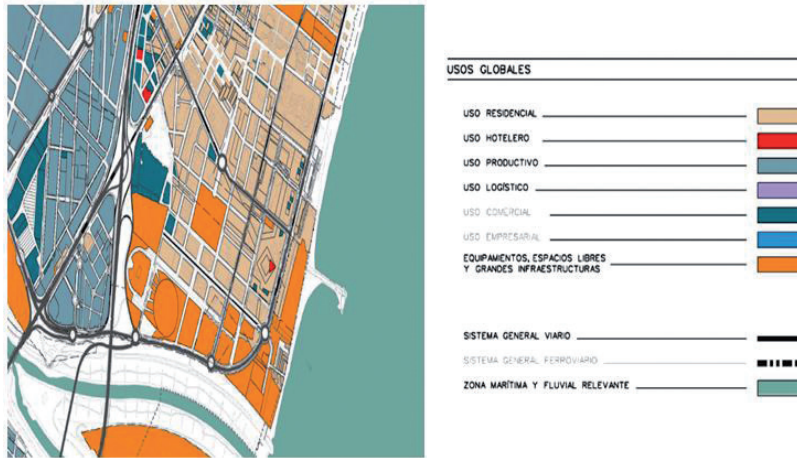 USOS GLOBALES
USO RESIDENCIAL
USO HOTELERO
USO PRODUCTIVO
USO LOGÍSTICO
USO COMERCIAL
USO EMPRESARIAL
EQUIPAMIENTOS, ESPACIOS LIBRES
Y GRANDES INFRAESTRUCTURAS
SISTEMA GENERAL VIARIO
SISTEMA GENERAL FERROVIARIO
ZONA MARÍTIMA Y FLUVIAL RELEVANTE